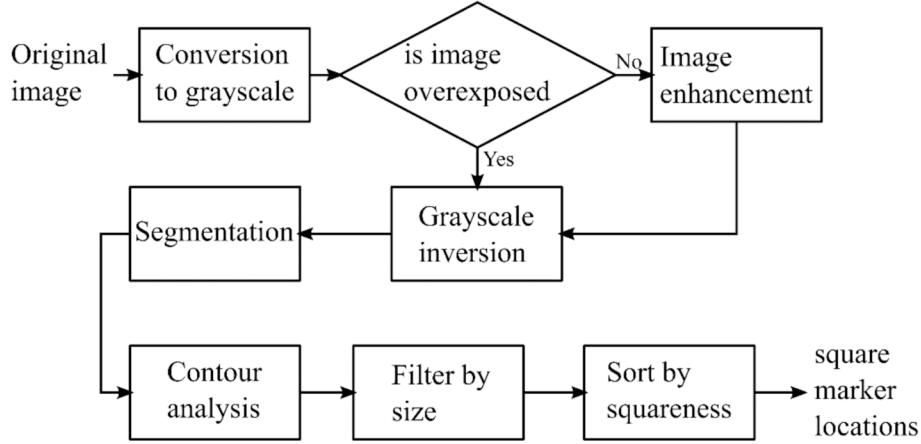 Original
image
Conversion
to grayscale
is image
overexposed
No
Image
enhancement
Yes
Grayscale
inversion
Segmentation
Contour
analysis
Filter by
size
Sort by
squareness
square
marker
locations